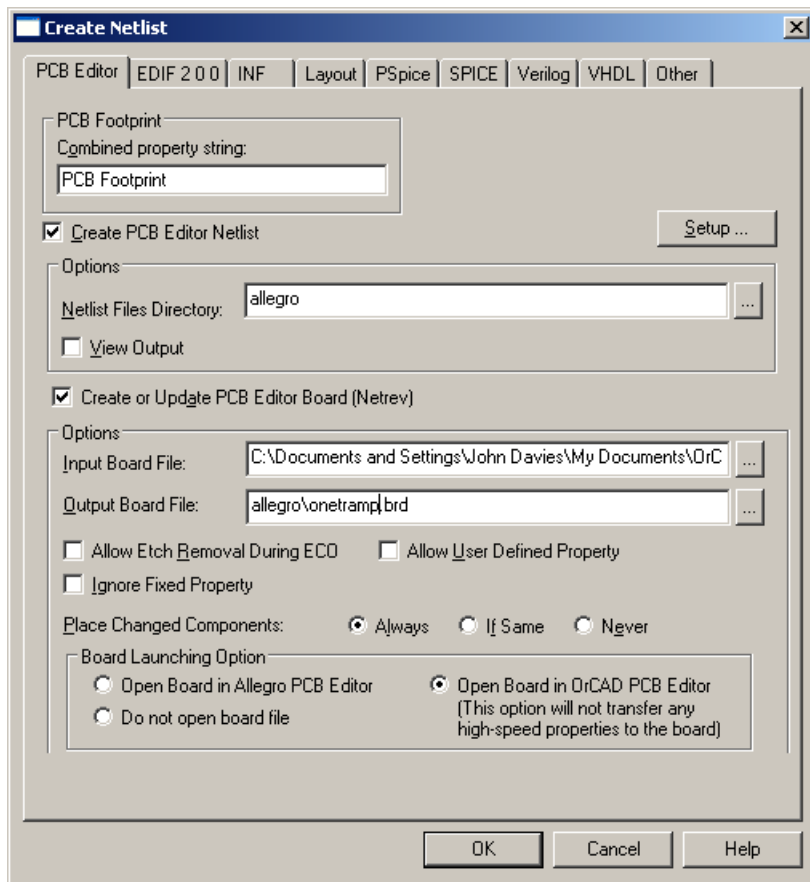 Create Netlist
PCB Editor EDIF 2 0 0 INF Layout PSpice SPICE Verilog VHDL Other
PCB Footprint
Combined property string:
PCB Footprint
Create PCB Editor Netlist
Setup ...
Options
Netlist Files Directory: allegro ...
View Output
Create or Update PCB Editor Board (Netrev)
Options
Input Board File: C:\Documents and Settings\John Davies\My Documents\OrC ...
Output Board File: allegro\onetramp.brd ...
Allow Etch Removal During ECO Allow User Defined Property
Ignore Fixed Property
Place Changed Components: Always If Same Never
Board Launching Option
Open Board in Allegro PCB Editor Open Board in OrCAD PCB Editor
Do not open board file (This option will not transfer any
high-speed properties to the board)
OK Cancel Help